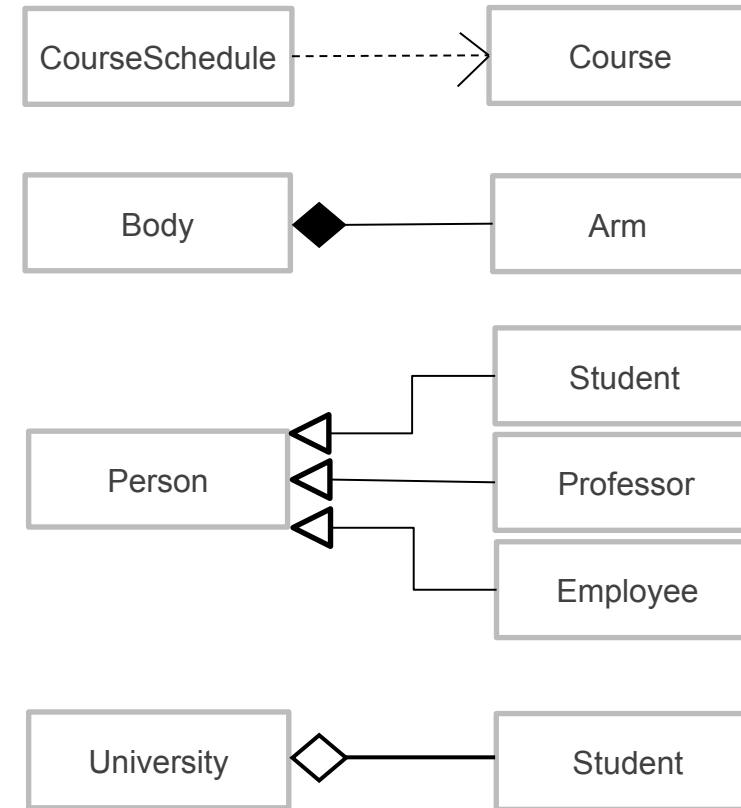 CourseSchedule
Course
Body
Arm
Student
Person
Professor
Employee
University
Student